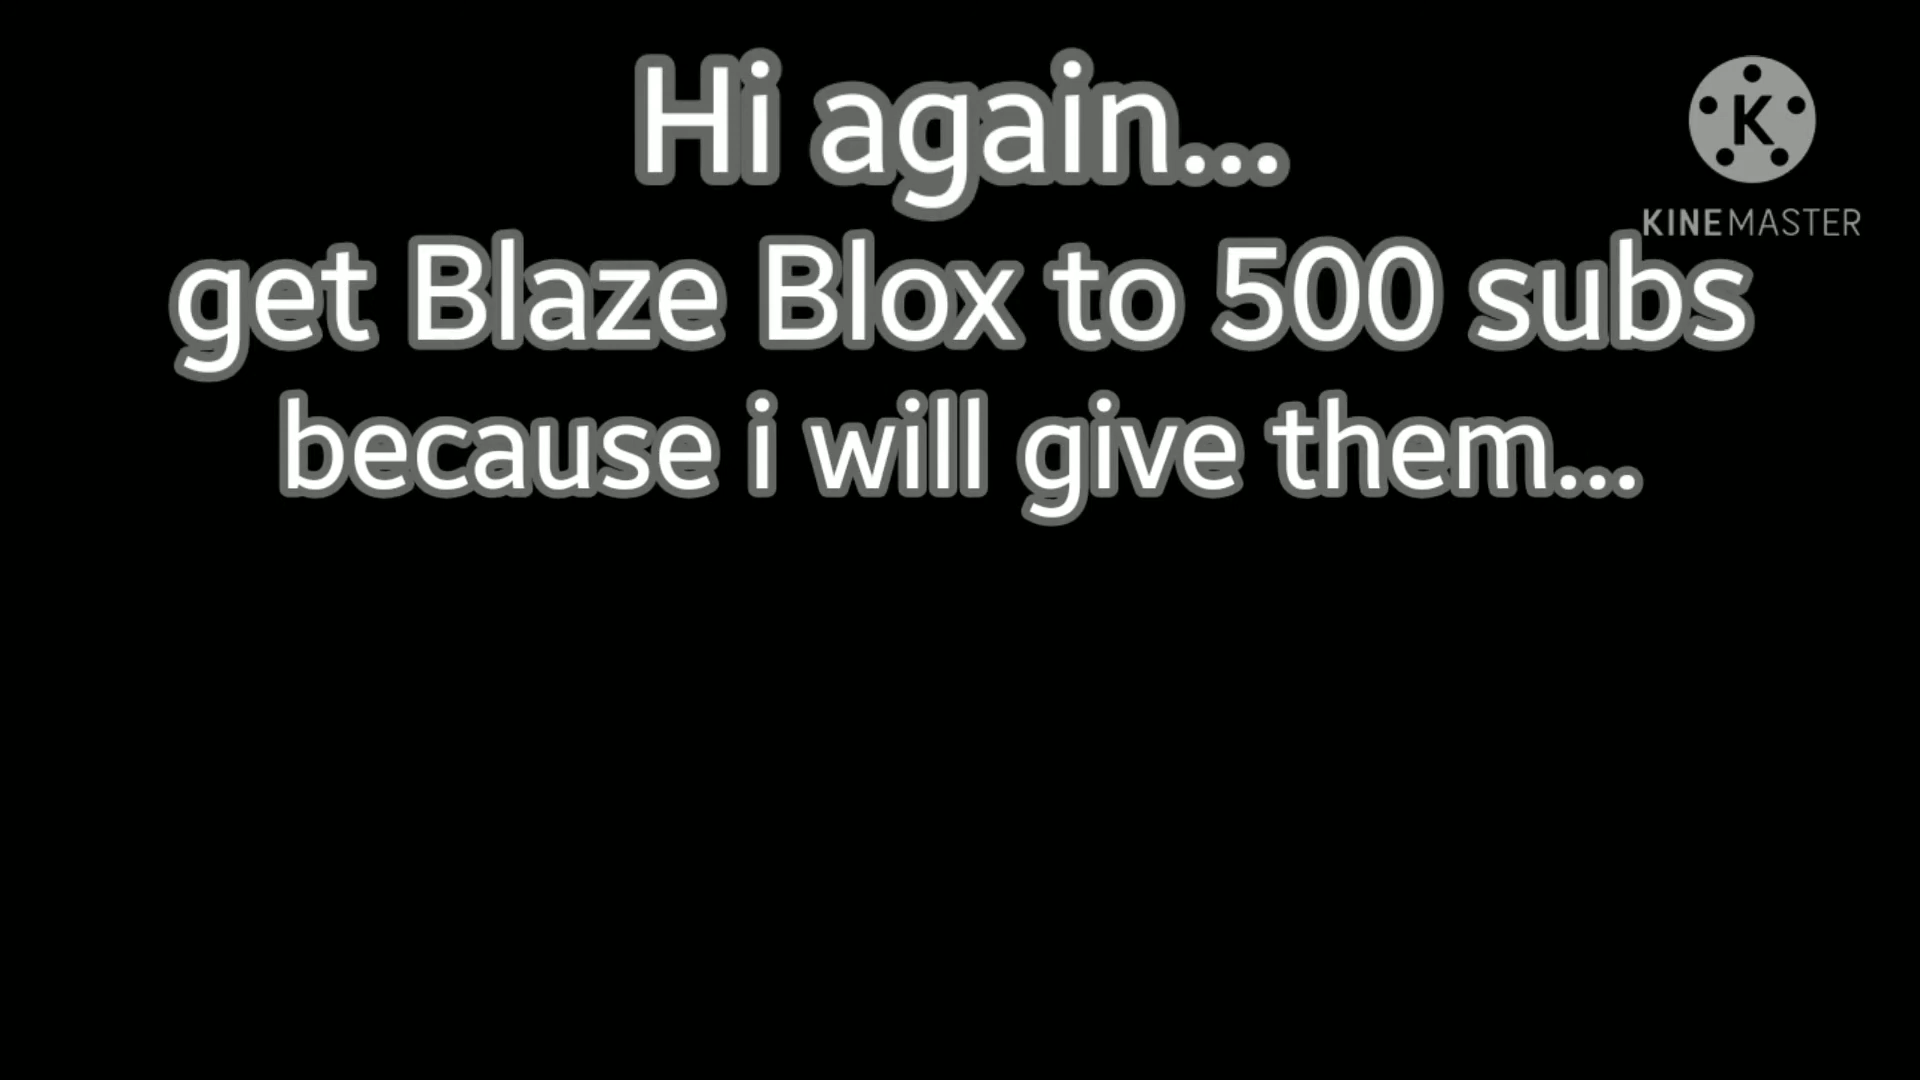 Hi again...
K
KINEMASTER
get Blaze Blox to 500 subs
because i will give them...